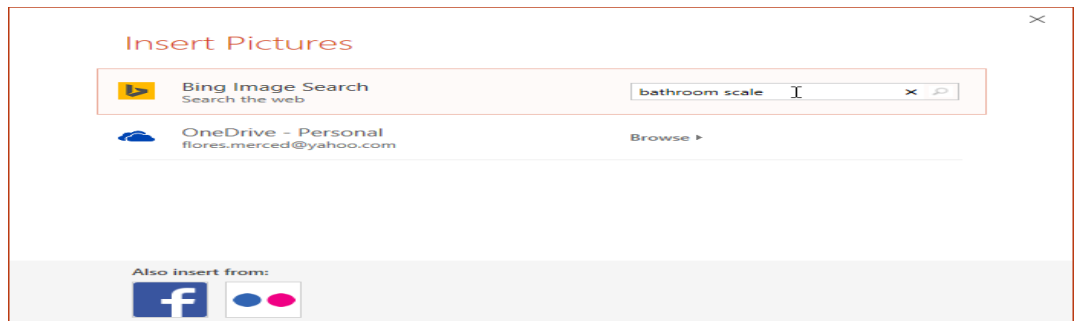 Insert Pictures
Bing Image Search
Search the web
bathroom scale
OneDrive - Personal
flores.merced@yahoo.com
Browse
Also insert from: